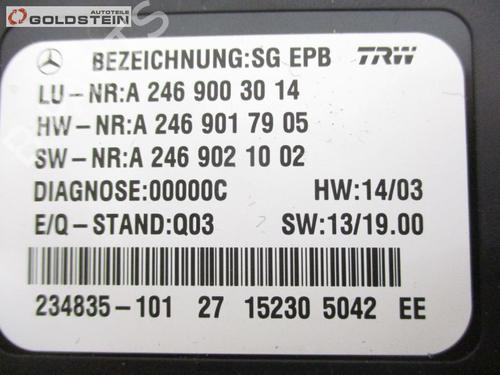 AUTOTEILE
GOLDSTEIN
BEZEICHNUNG:SG EPB TRW
LU-NR:A 246 900 30 14
HW-NR:A 246 901 79 05
SW-NR:A 246 902 10 02
DIAGNOSE:00000C HW:14/03
E/Q-STAND:Q03 SW:13/19.00
234835-101 27 15230 5042 EE